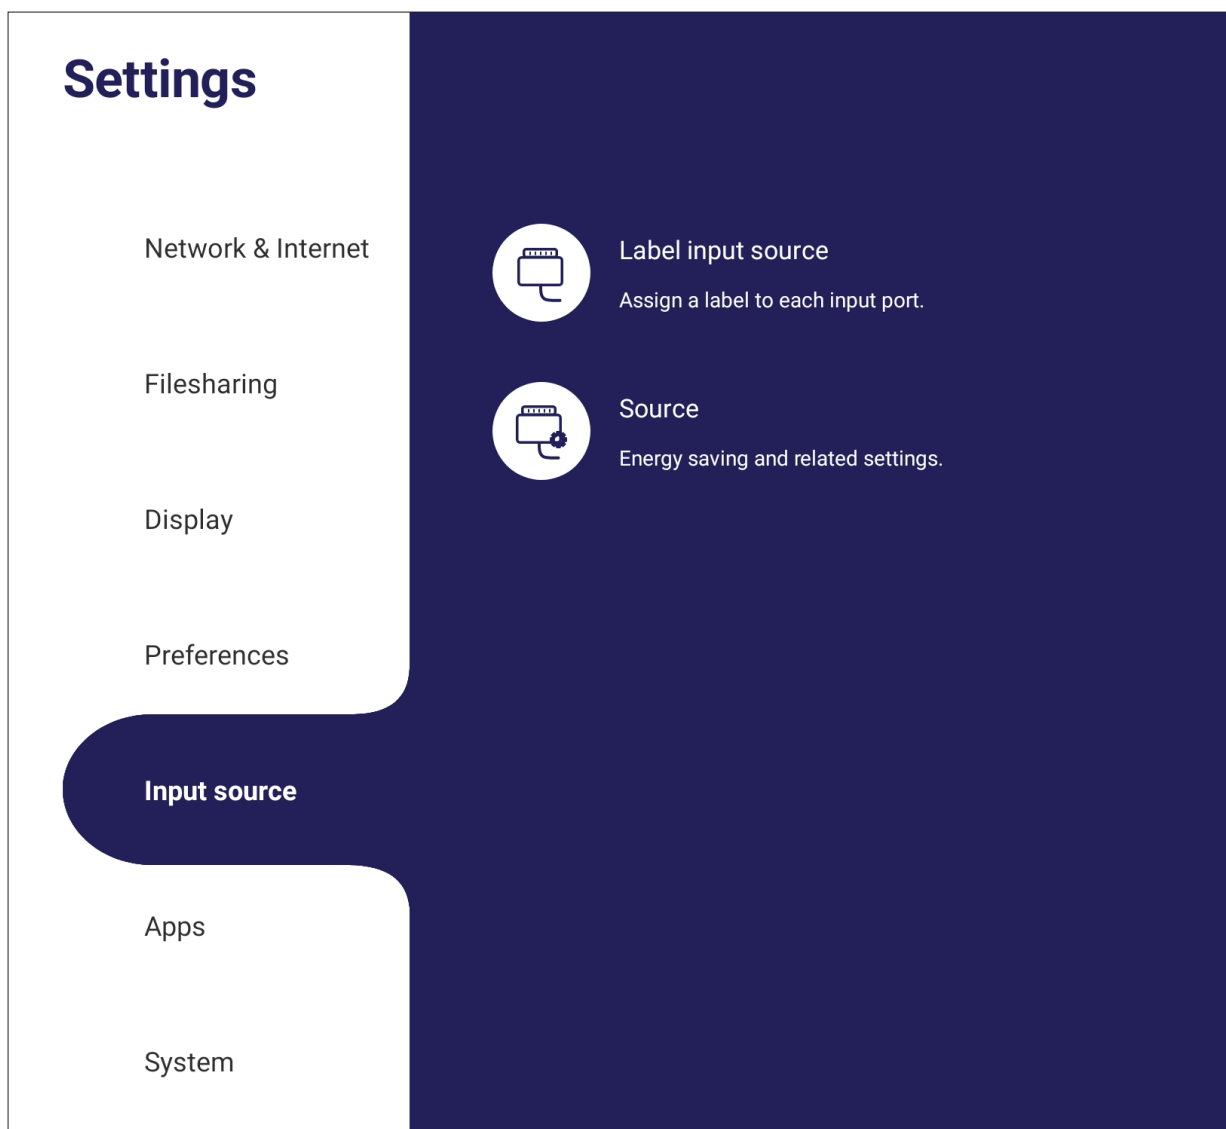 Settings
Network & Internet
Filesharing
Display
Preferences
Input source
Apps
System
Label input source
Assign a label to each input port.
Source
Energy saving and related settings.